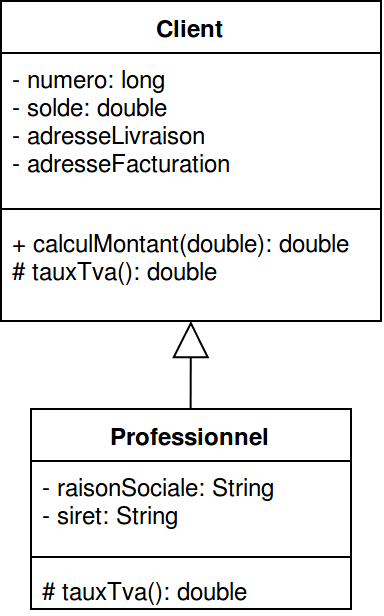 Client
- numero: long
- solde: double
- adresseLivraison
- adresseFacturation
+ calculMontant(double): double
# tauxTva(): double
Professionnel
- raisonSociale: String
- siret: String
# tauxTva(): double